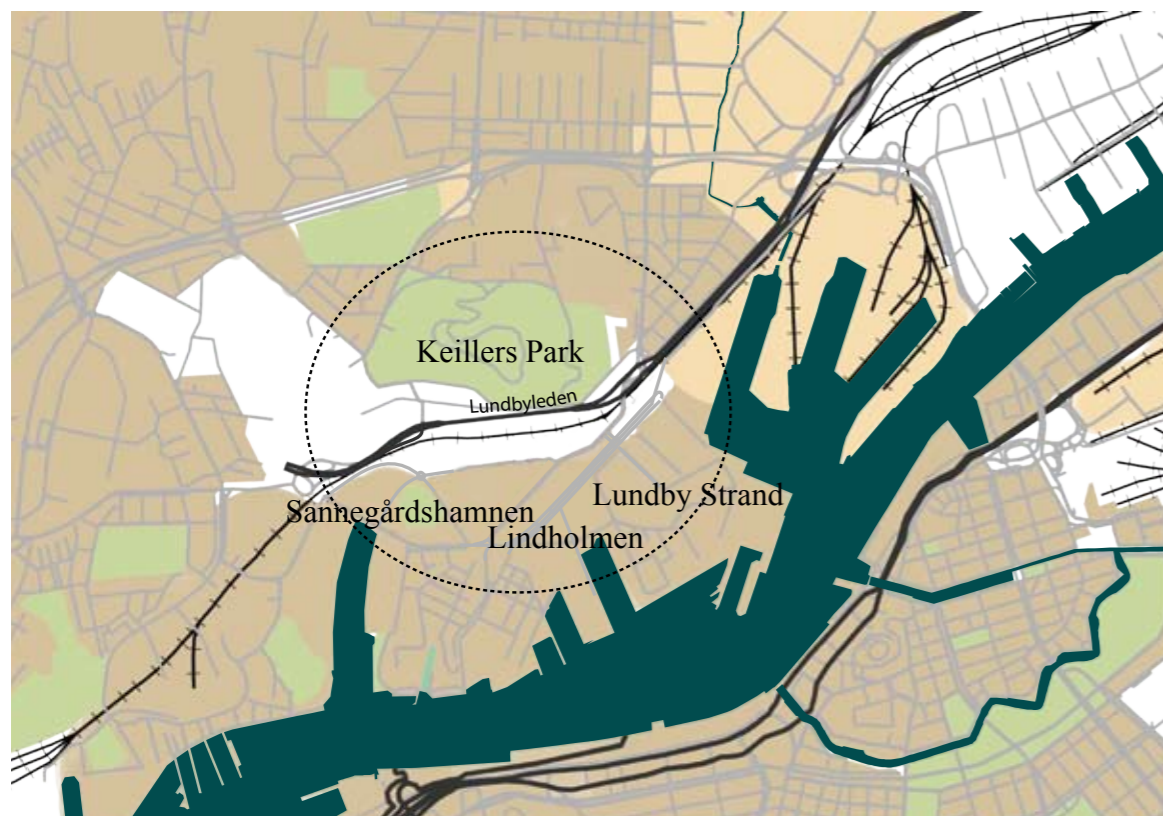 Keillers Park
Lundbyleden
Lundby Strand
Sannegårdshamnen
Lindholmen